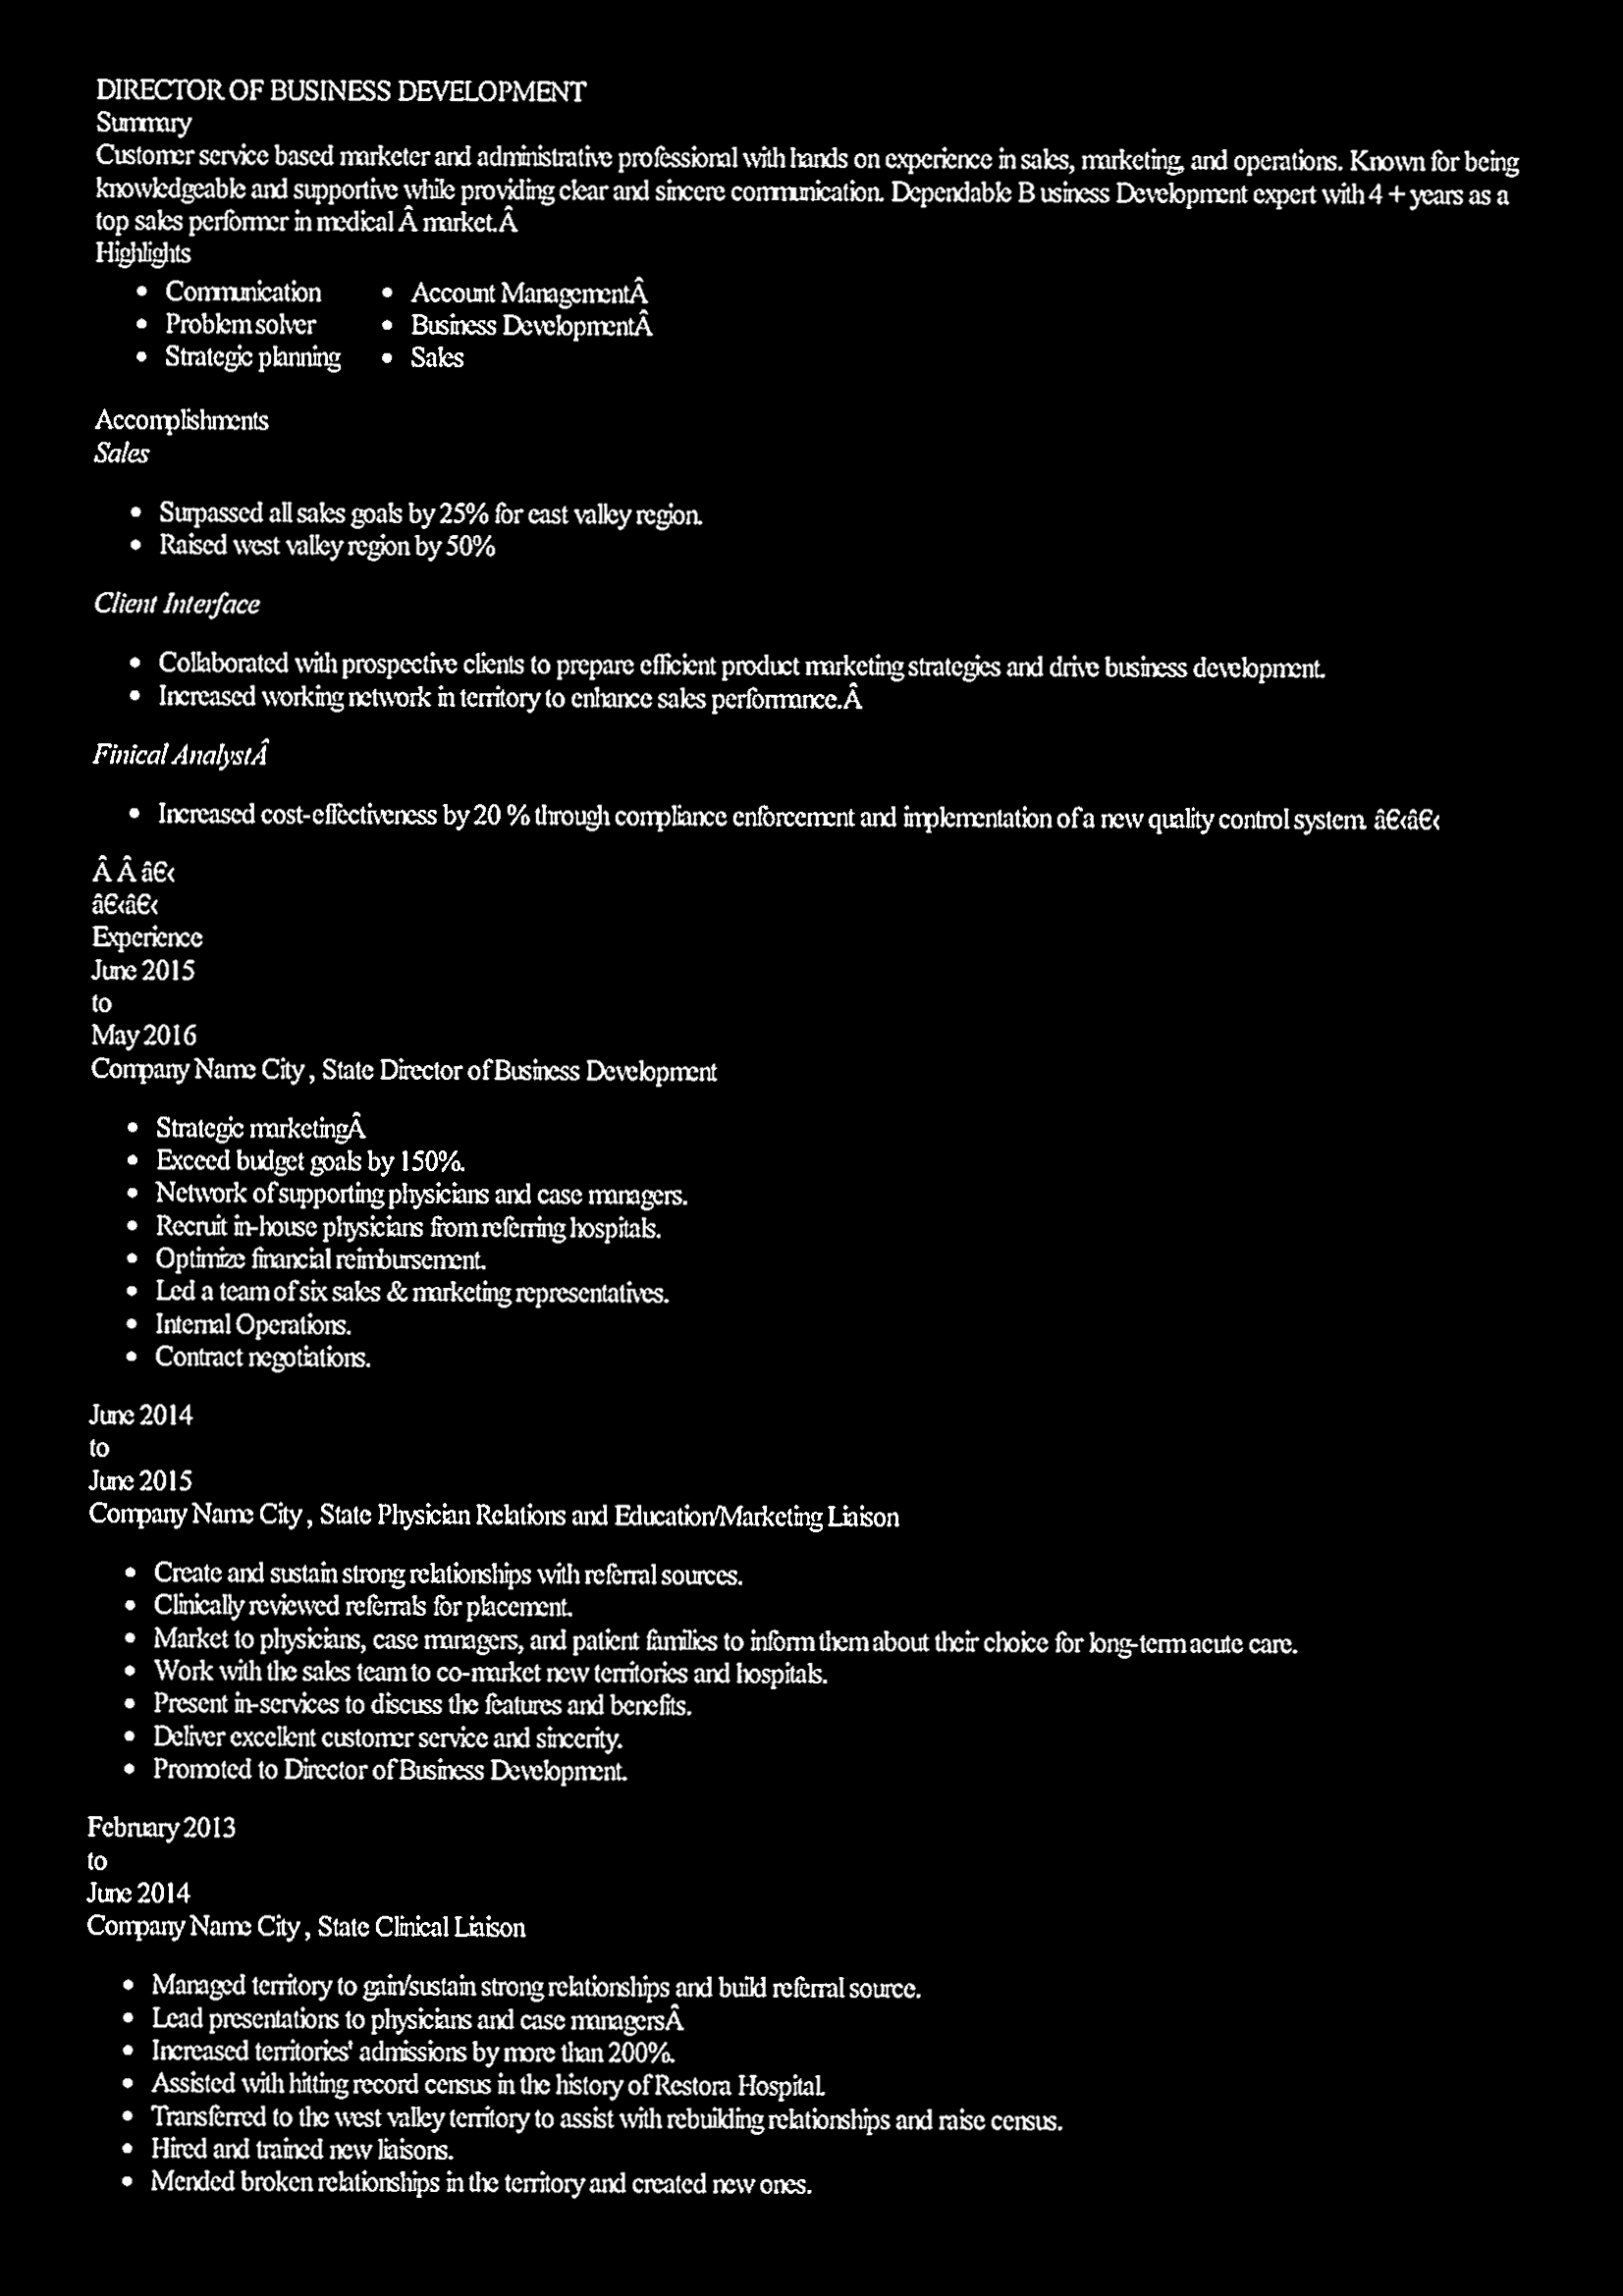 DIRECTOR OF BUSINESS DEVELOPMENT
Summary
Customer service based marketer and administrative professional with hands on experience in sales, marketing, and operations. Known for being
knowledgeable and supportive while providing clear and sincere communication. Dependable B usiness Development expert with 4 + years as a
top sales performer in medical Â market.Â
Highlights
• Communication • Account ManagementÂ
• Problem solver • Business DevelopmentÂ
• Strategic planning • Sales
Accomplishments
Sales
• Surpassed all sales goals by 25% for east valley region.
• Raised west valley region by 50%
Client Interface
• Collaborated with prospective clients to prepare efficient product marketing strategies and drive business development.
• Increased working network in territory to enhance sales performance.Â
Finical AnalystÂ
• Increased cost-effectiveness by 20 % through compliance enforcement and implementation of a new quality control system. â€‹â€‹
Â Â â€‹
â€‹â€‹
Experience
June 2015
to
May 2016
Company Name City , State Director of Business Development
• Strategic marketingÂ
• Exceed budget goals by 150%.
• Network of supporting physicians and case managers.
• Recruit in-house physicians from referring hospitals.
• Optimize financial reimbursement.
• Led a team of six sales & marketing representatives.
• Internal Operations.
• Contract negotiations.
June 2014
to
June 2015
Company Name City , State Physician Relations and Education/Marketing Liaison
• Create and sustain strong relationships with referral sources.
• Clinically reviewed referrals for placement.
• Market to physicians, case managers, and patient families to inform them about their choice for long-term acute care.
• Work with the sales team to co-market new territories and hospitals.
• Present in-services to discuss the features and benefits.
• Deliver excellent customer service and sincerity.
• Promoted to Director of Business Development.
February 2013
to
June 2014
Company Name City , State Clinical Liaison
• Managed territory to gain/sustain strong relationships and build referral source.
• Lead presentations to physicians and case managersÂ
• Increased territories' admissions by more than 200%.
• Assisted with hitting record census in the history of Restora Hospital.
• Transferred to the west valley territory to assist with rebuilding relationships and raise census.
• Hired and trained new liaisons.
• Mended broken relationships in the territory and created new ones.